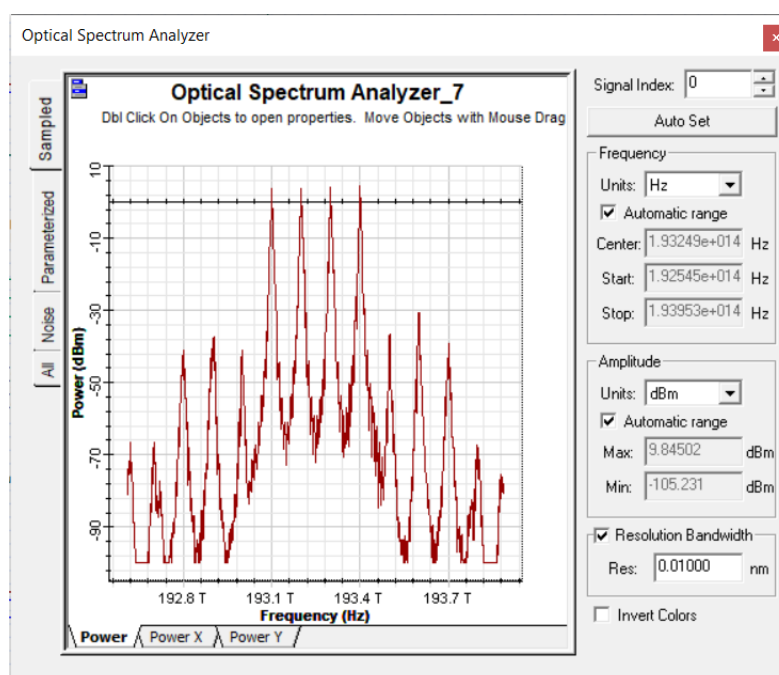 Optical Spectrum Analyzer
Sampled
Parameterized
Noise
All
Optical Spectrum Analyzer_7
Dbl Click On Objects to open properties. Move Objects with Mouse Drag
Power (dBm)
10
-10
-30
-50
-70
-90
192.8 T 193.1 T 193.4 T 193.7 T
Frequency (Hz)
Power Power X Power Y
Signal Index: 0
Auto Set
Frequency
Units: Hz
Automatic range
Center: 1.93249e+014 Hz
Start: 1.92545e+014 Hz
Stop: 1.93953e+014 Hz
Amplitude
Units: dBm
Automatic range
Max: 9.84502 dBm
Min: -105.231 dBm
Resolution Bandwidth
Res: 0.01000 nm
Invert Colors